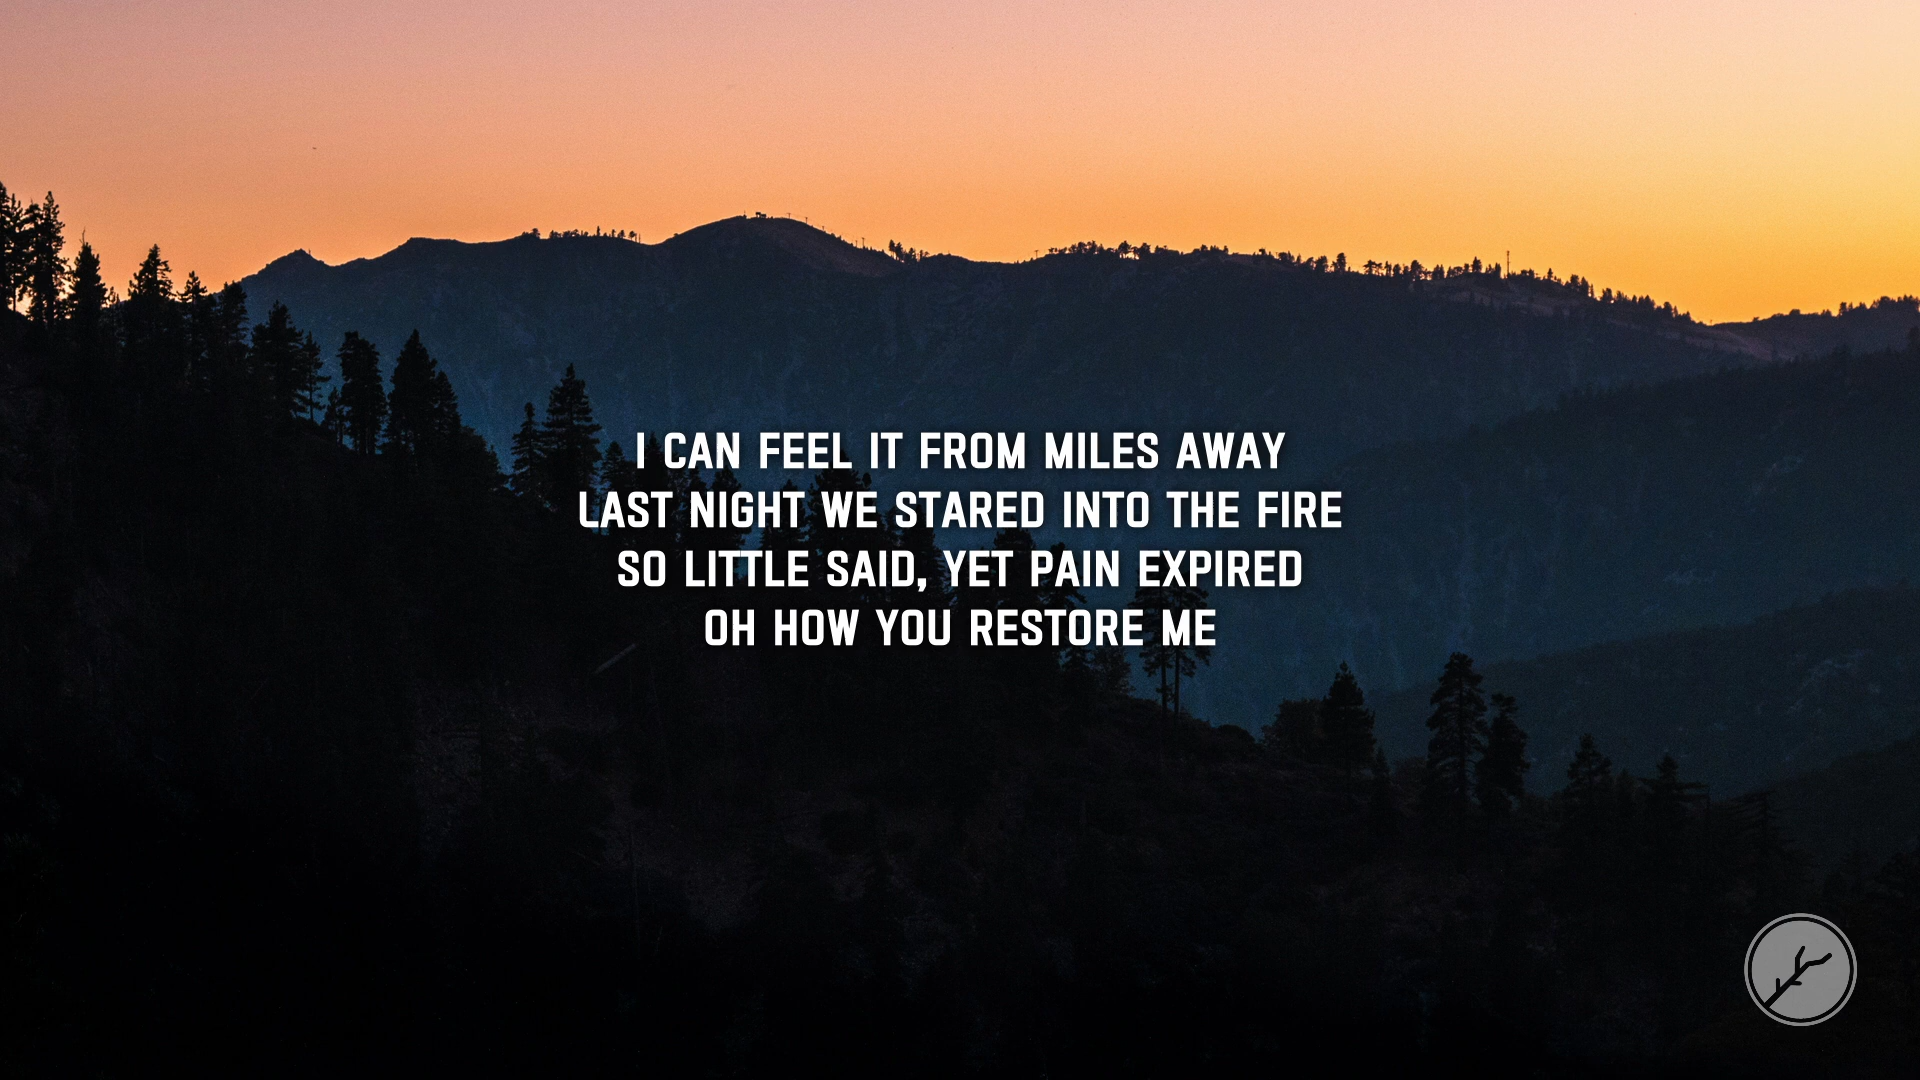 I CAN FEEL IT FROM MILES AWAY
LAST NIGHT WE STARED INTO THE FIRE
SO LITTLE SAID, YET PAIN EXPIRED
OH HOW YOU RESTORE ME